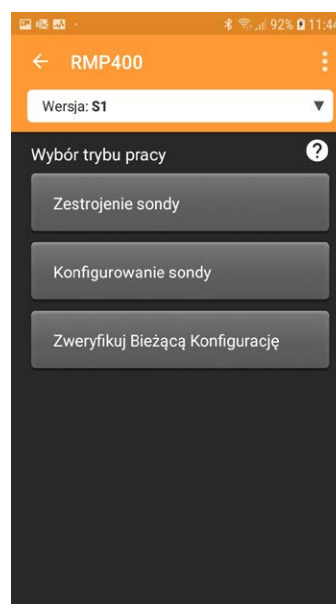 92% 11:44
RMP400
Wersja: S1
Wybór trybu pracy
?
Zestrojenie sondy
Konfigurowanie sondy
Zweryfikuj Bieżącą Konfigurację